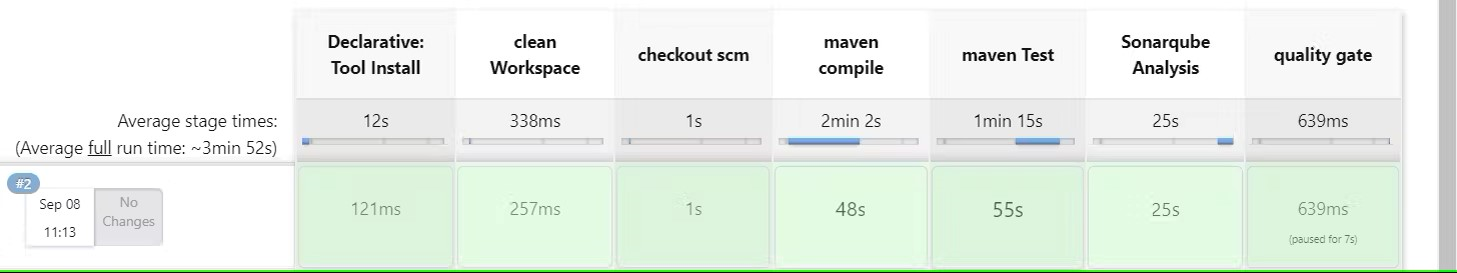 Declarative:
Tool Install
clean
Workspace
checkout scm
maven
compile
maven Test
Sonarqube
Analysis
quality gate
Average stage times:
(Average full run time: ~3min 52s)
12s
338ms
1s
2min 2s
1min 15s
25s
639ms
#2
Sep 08
11:13
No
Changes
121ms
257ms
1s
48s
55s
25s
639ms
(paused for 7s)